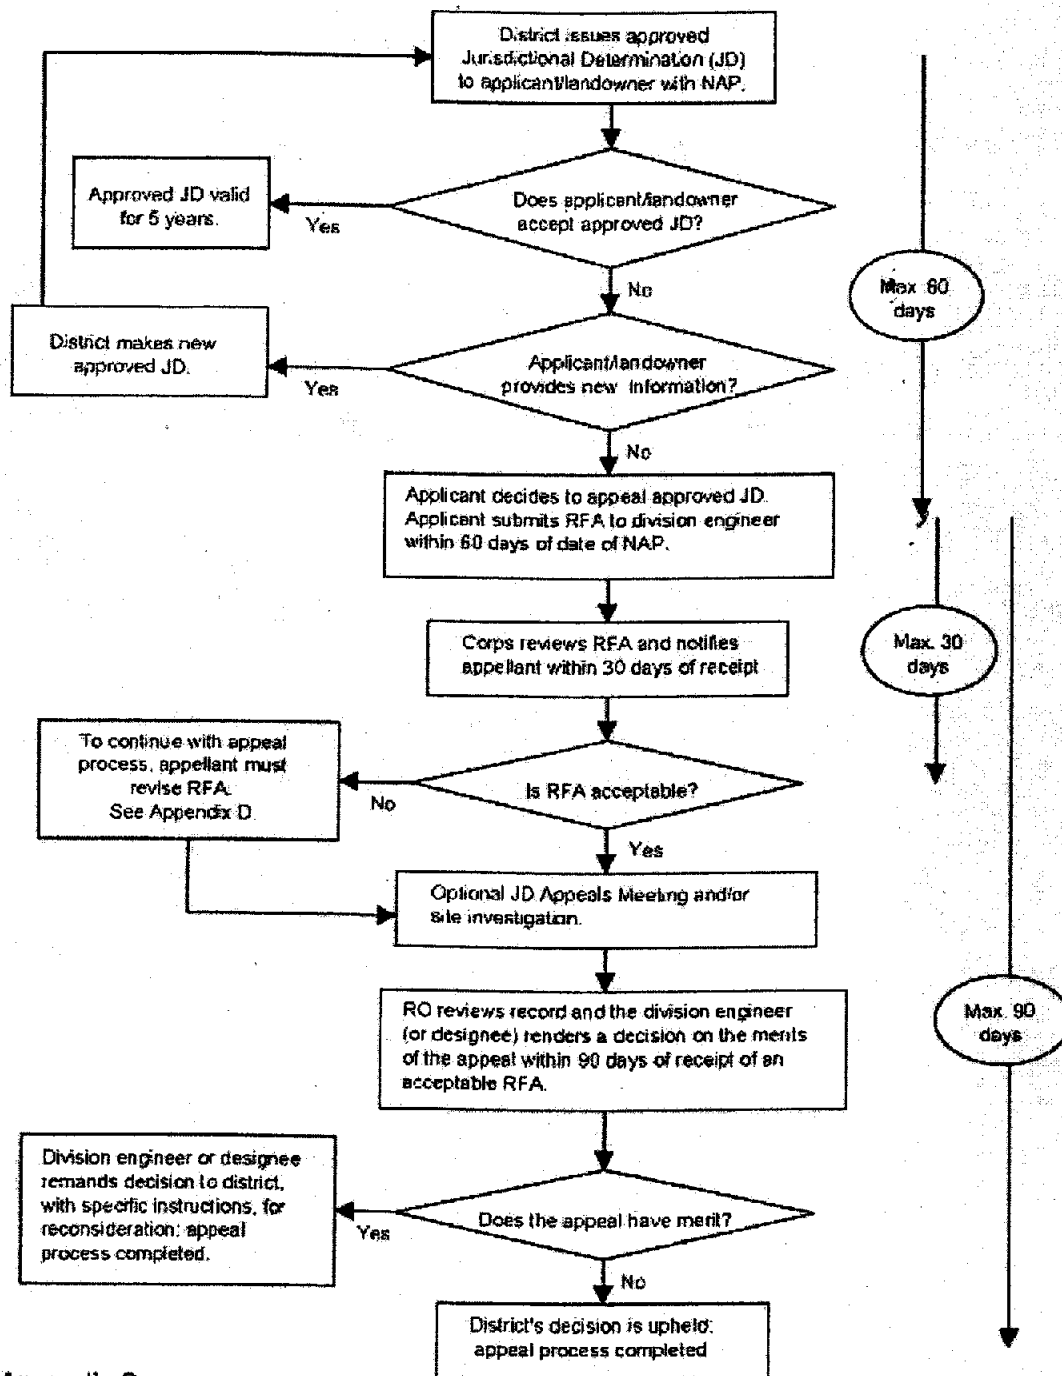 District issues approved
Jurisdictional Determination (JD)
to applicant/landowner with NAP.
Approved JD valid
for 5 years.
Yes
Does applicant/landowner
accept approved JD?
No
Max. 60
days
District makes new
approved JD.
Yes
Applicant/landowner
provides new information?
No
Applicant decides to appeal approved JD.
Applicant submits RFA to division engineer
within 60 days of date of NAP.
Corps reviews RFA and notifies
appellant within 30 days of receipt
Max. 30
days
To continue with appeal
process, appellant must
revise RFA.
See Appendix D.
No
Is RFA acceptable?
Yes
Optional JD Appeals Meeting and/or
site investigation.
RO reviews record and the division engineer
(or designee) renders a decision on the merits
of the appeal within 90 days of receipt of an
acceptable RFA.
Max. 90
days
Division engineer or designee
remands decision to district,
with specific instructions, for
reconsideration; appeal
process completed.
Yes
Does the appeal have merit?
No
District's decision is upheld;
appeal process completed